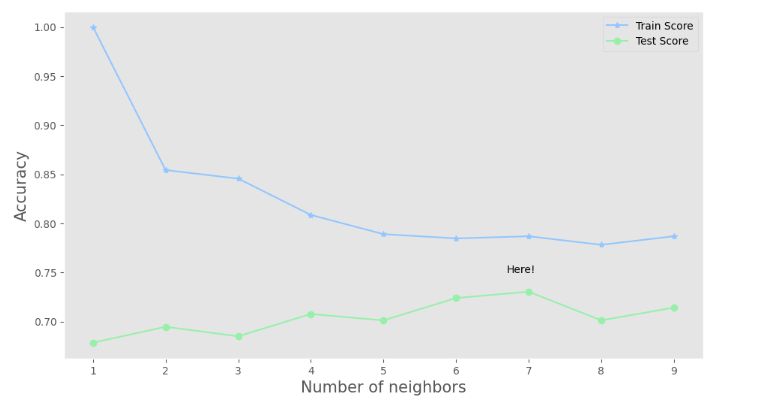 Train Score
Test Score
1.00
0.95
0.90
0.85
0.80
0.75
0.70
Accuracy
Here!
1 2 3 4 5 6 7 8 9
Number of neighbors